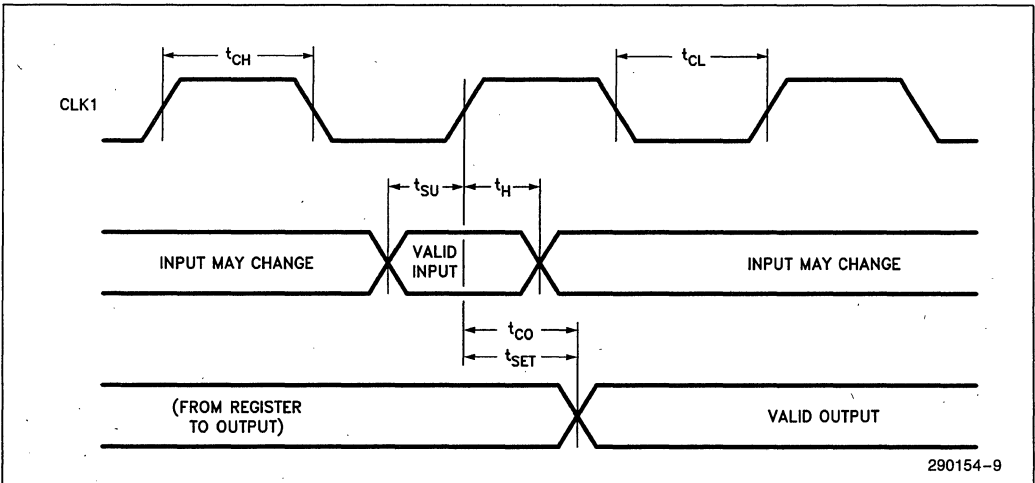 tCH
tCL
CLK1
tSU
tH
INPUT MAY CHANGE
VALID
INPUT
INPUT MAY CHANGE
tCO
tSET
(FROM REGISTER
TO OUTPUT)
VALID OUTPUT
290154-9